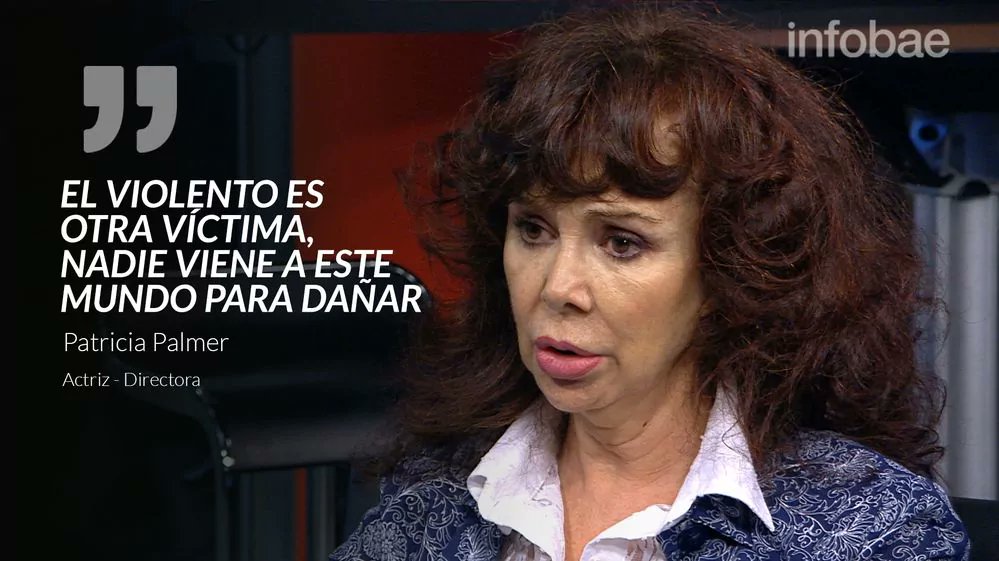 infobae
”
EL VIOLENTO ES
OTRA VÍCTIMA,
NADIE VIENE A ESTE
MUNDO PARA DAÑAR
Patricia Palmer
Actriz - Directora